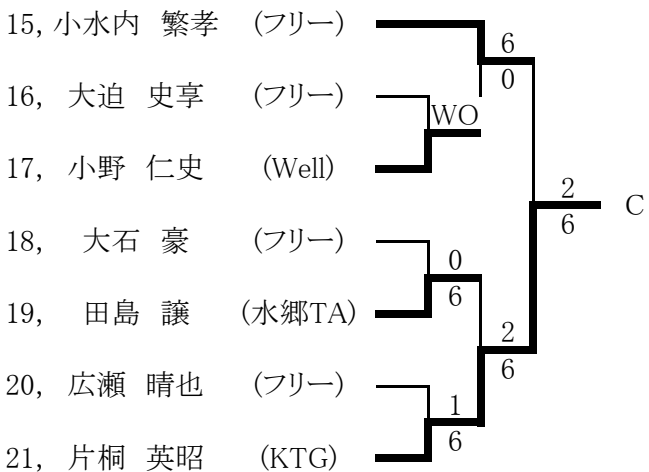 15, 小水内 繁孝 (フリー)
6
0
16, 大迫 史享 (フリー)
WO
17, 小野 仁史 (Well)
2
6
C
18, 大石 豪 (フリー)
0
6
19, 田島 譲 (水郷TA)
2
6
20, 広瀬 晴也 (フリー)
1
6
21, 片桐 英昭 (KTG)